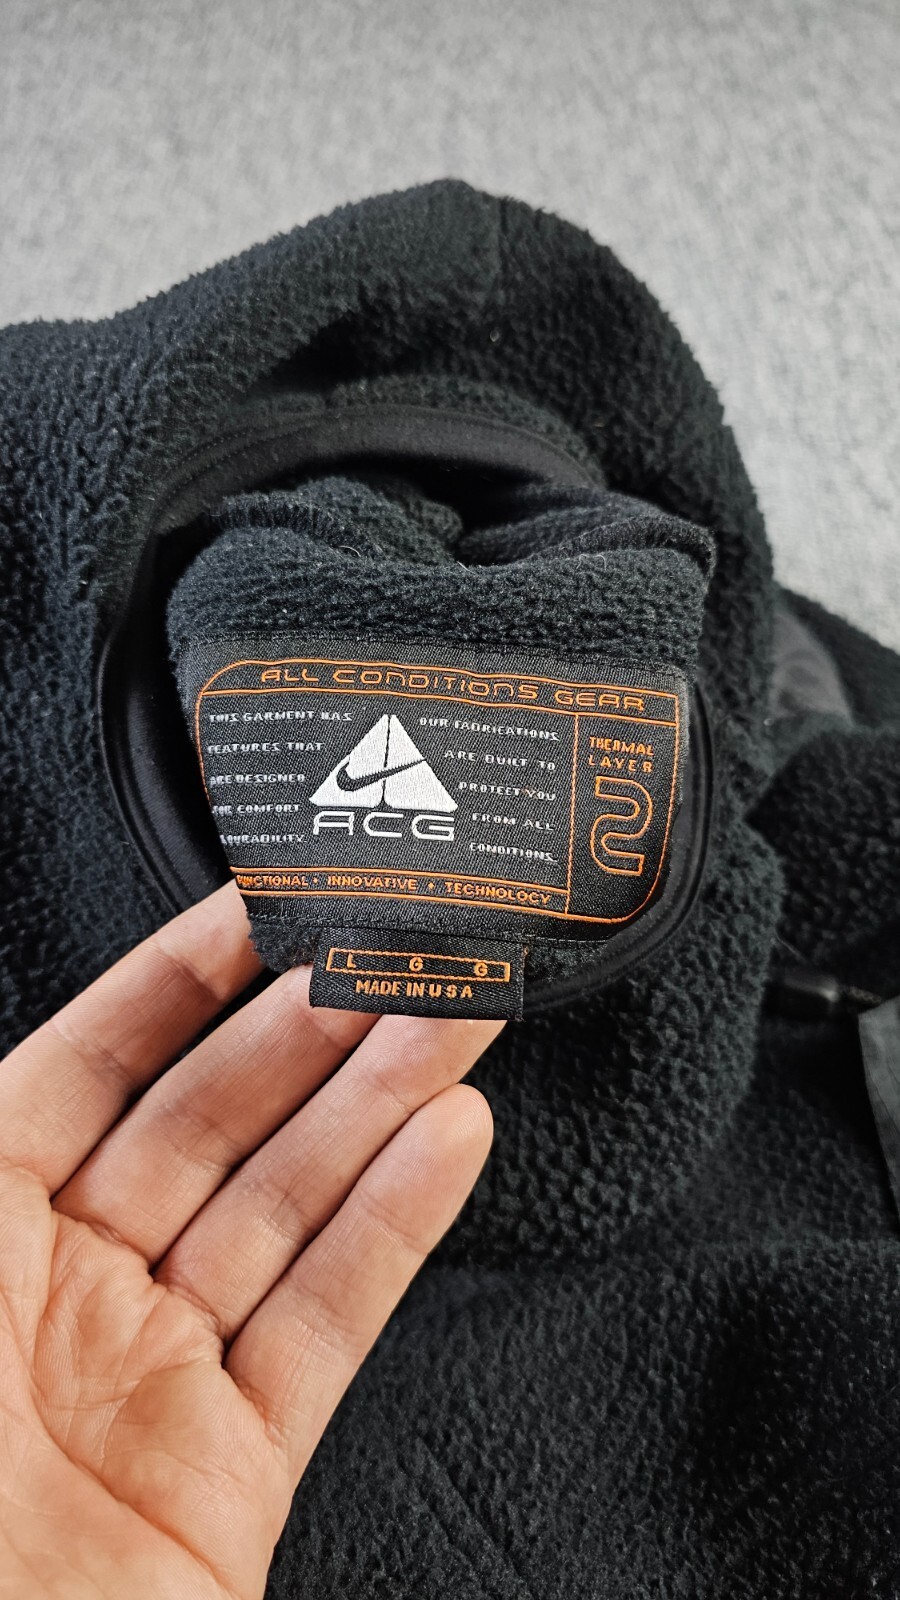 ALL CONDITIONS GEAR
THIS GARMENT HAS
FEATURES THAT
ARE DESIGNED
FOR COMFORT
DURABILITY
ACG
OUR FABRICATIONS
ARE BUILT TO
PROTECT YOU
FROM ALL
CONDITIONS
THERMAL
LAYER
2
FUNCTIONAL • INNOVATIVE • TECHNOLOGY
L G G
MADE IN USA